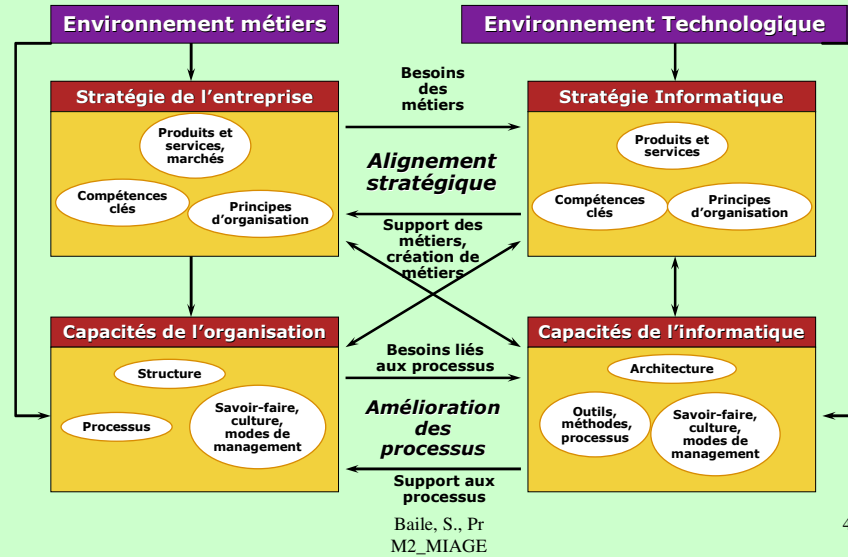 Environnement métiers
Environnement Technologique
Stratégie de l'entreprise
Produits et
services,
marchés
Compétences
clés
Principes
d'organisation
Besoins
des
métiers
Alignement
stratégique
Support des
métiers,
création de
métiers
Stratégie Informatique
Produits et
services
Compétences
clés
Principes
d'organisation
Capacités de l'organisation
Structure
Processus
Savoir-faire,
culture,
modes de
management
Besoins liés
aux processus
Amélioration
des
processus
Support aux
processus
Capacités de l'informatique
Architecture
Outils,
méthodes,
processus
Savoir-faire,
culture,
modes de
management
Baile, S., Pr
M2_MIAGE
4